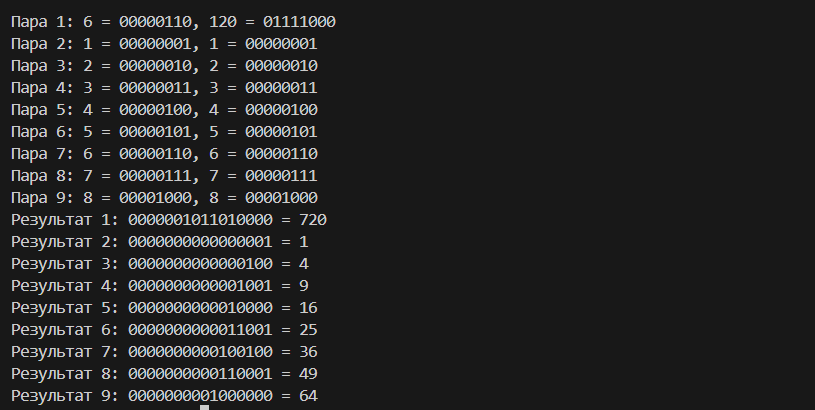 Пара 1: 6 = 00000110, 120 = 01111000
Пара 2: 1 = 00000001, 1 = 00000001
Пара 3: 2 = 00000010, 2 = 00000010
Пара 4: 3 = 00000011, 3 = 00000011
Пара 5: 4 = 00000100, 4 = 00000100
Пара 6: 5 = 00000101, 5 = 00000101
Пара 7: 6 = 00000110, 6 = 00000110
Пара 8: 7 = 00000111, 7 = 00000111
Пара 9: 8 = 00001000, 8 = 00001000
Результат 1: 0000001011010000 = 720
Результат 2: 0000000000000001 = 1
Результат 3: 0000000000000100 = 4
Результат 4: 0000000000001001 = 9
Результат 5: 0000000000010000 = 16
Результат 6: 0000000000011001 = 25
Результат 7: 0000000000100100 = 36
Результат 8: 0000000000110001 = 49
Результат 9: 0000000001000000 = 64